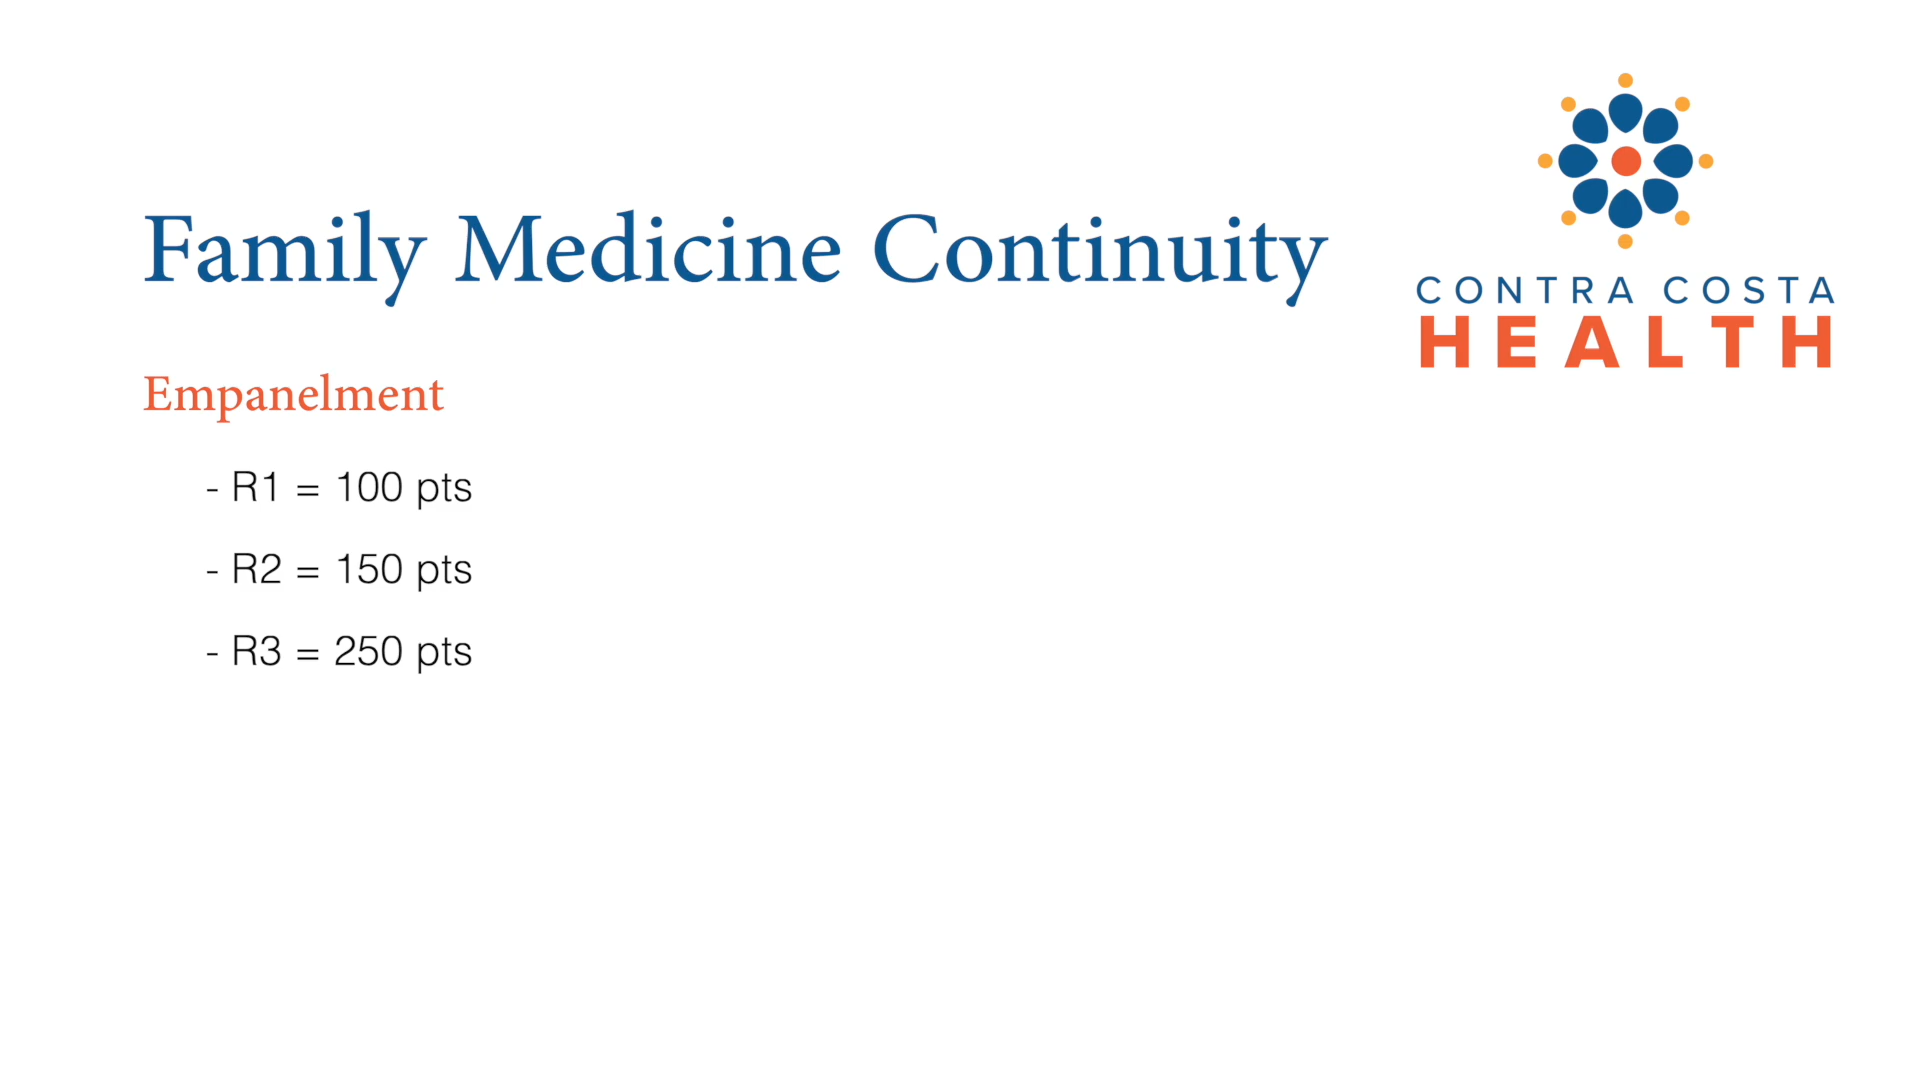 Family Medicine Continuity
CONTRA COSTA
HEALTH
Empanelment
- R1 = 100 pts
- R2 = 150 pts
- R3 = 250 pts